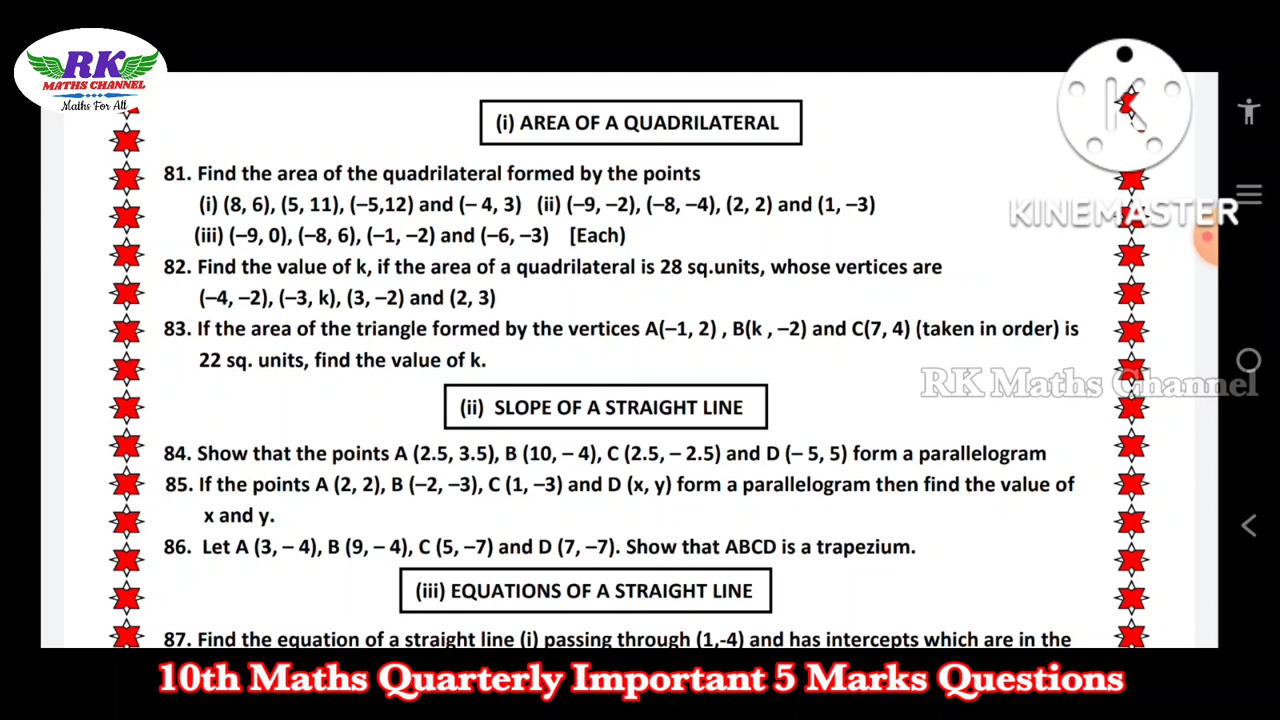 RK
MATHS CHANNEL
Maths For All
(i) AREA OF A QUADRILATERAL
81. Find the area of the quadrilateral formed by the points
(i) (8, 6), (5, 11), (–5,12) and (– 4, 3) (ii) (–9, –2), (–8, –4), (2, 2) and (1, –3)
(iii) (–9, 0), (–8, 6), (–1, –2) and (–6, –3) [Each]
KINEMASTER
82. Find the value of k, if the area of a quadrilateral is 28 sq.units, whose vertices are
(–4, –2), (–3, k), (3, –2) and (2, 3)
83. If the area of the triangle formed by the vertices A(–1, 2) , B(k , –2) and C(7, 4) (taken in order) is
22 sq. units, find the value of k.
RK Maths Channel
(ii) SLOPE OF A STRAIGHT LINE
84. Show that the points A (2.5, 3.5), B (10, – 4), C (2.5, – 2.5) and D (– 5, 5) form a parallelogram
85. If the points A (2, 2), B (–2, –3), C (1, –3) and D (x, y) form a parallelogram then find the value of
x and y.
86. Let A (3, – 4), B (9, – 4), C (5, –7) and D (7, –7). Show that ABCD is a trapezium.
(iii) EQUATIONS OF A STRAIGHT LINE
87. Find the equation of a straight line (i) passing through (1,-4) and has intercepts which are in the
10th Maths Quarterly Important 5 Marks Questions